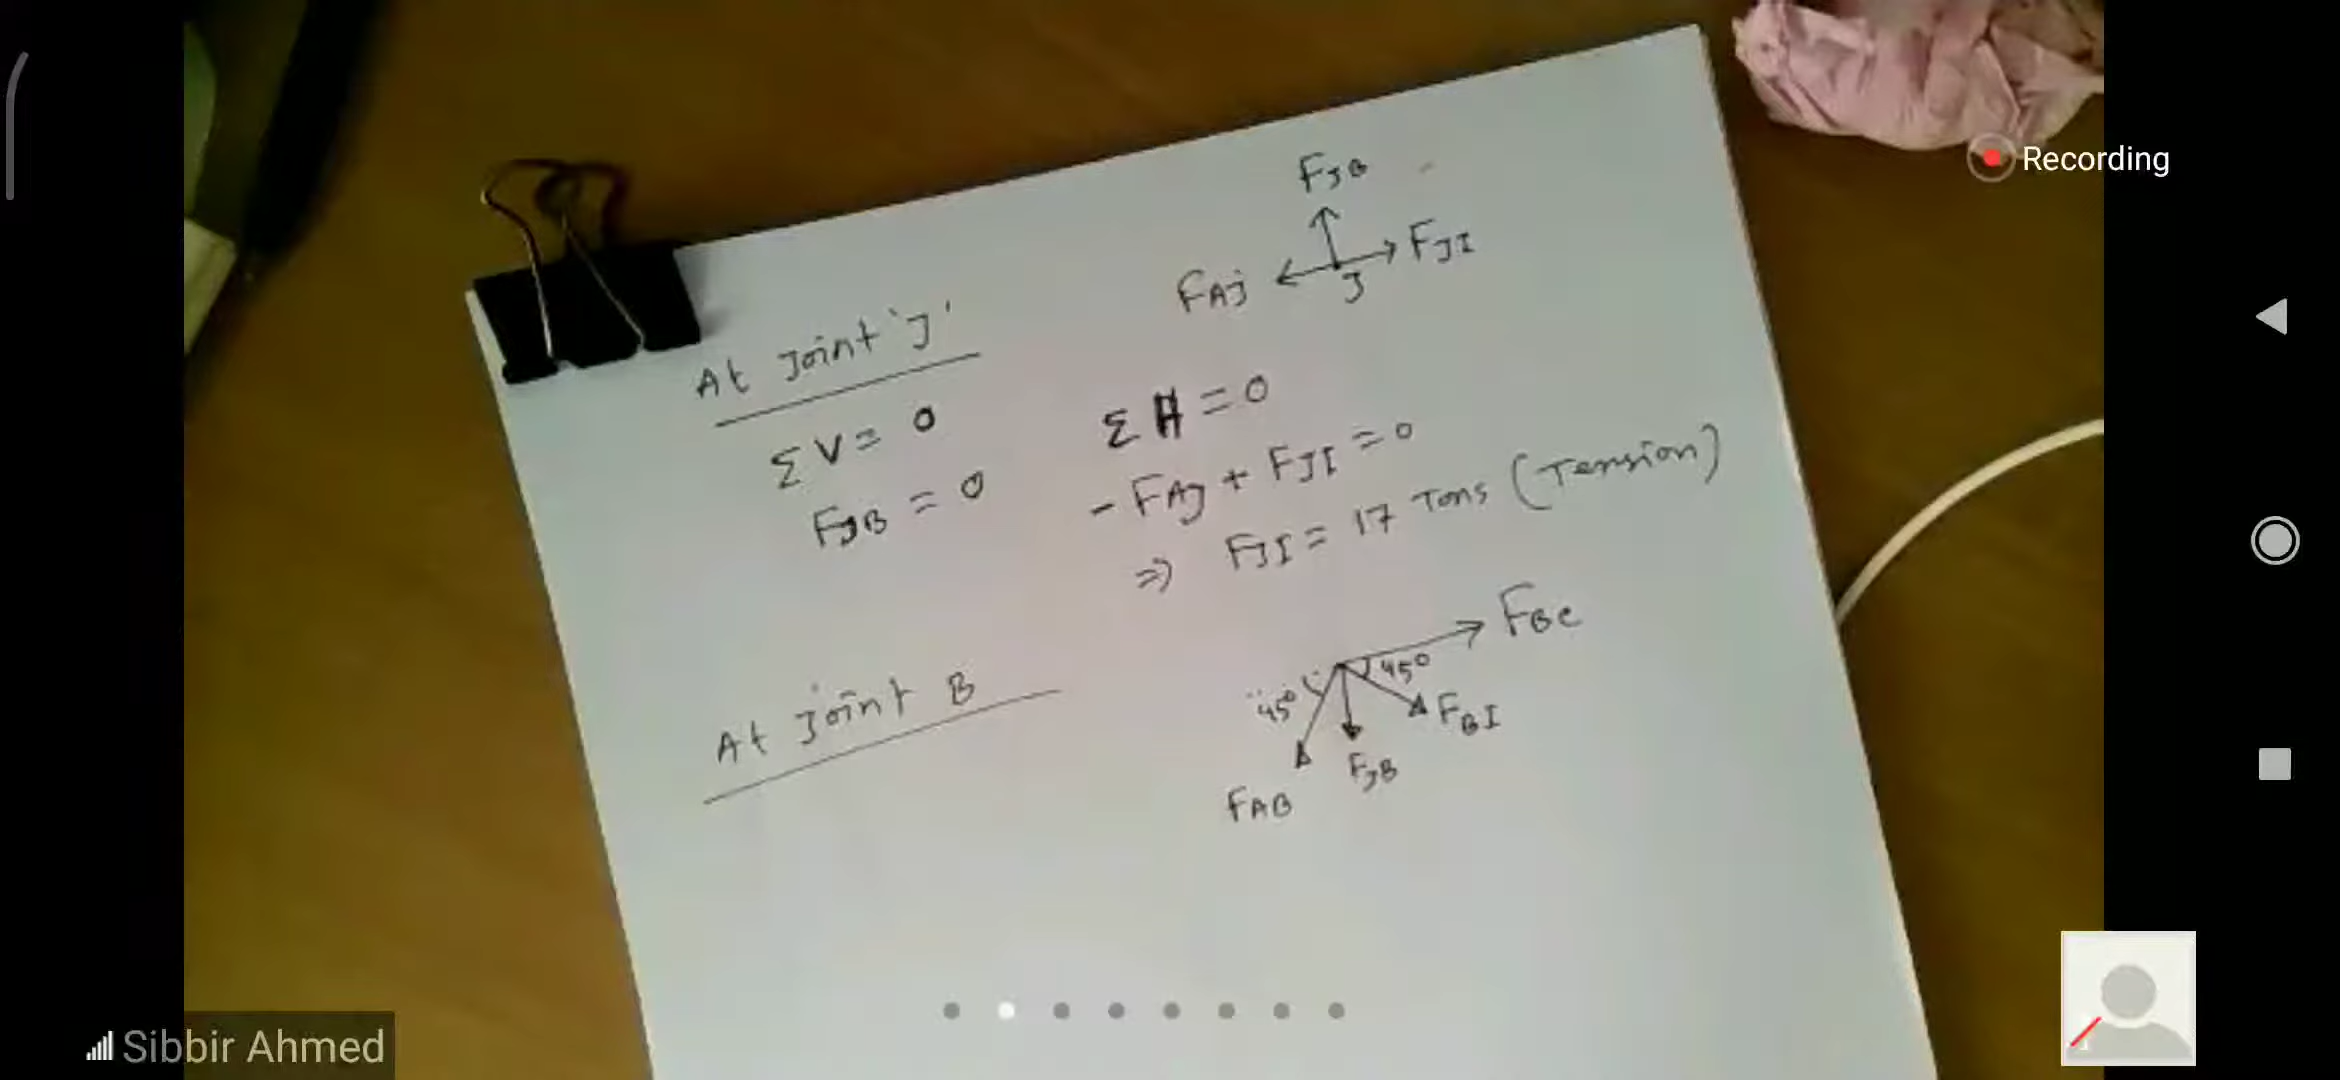 Recording
FJB
FAJ
FJI
J
At Joint 'J'
ΣV = 0
ΣH = 0
FJB = 0
- FAJ + FJI = 0
⇒ FJI = 17 Tons (Tension)
At Joint B
FBC
45°
45°
FBI
FJB
FAB
Sibbir Ahmed